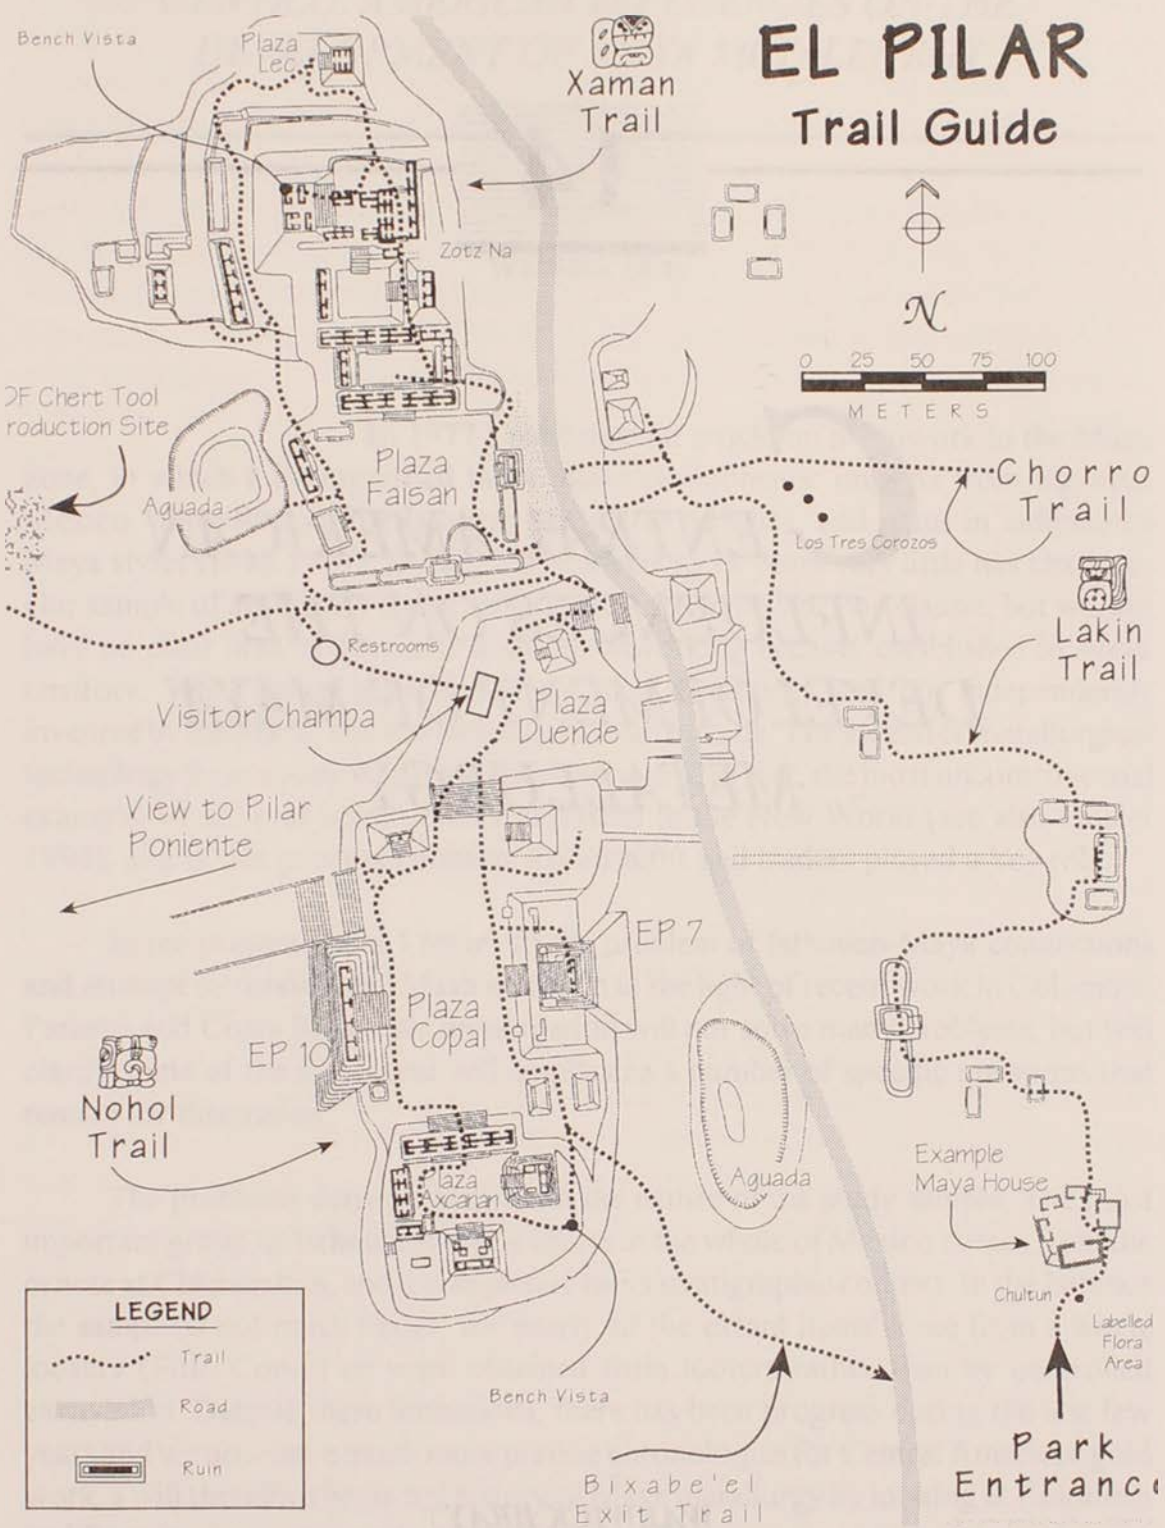 EL PILAR
Trail Guide
Bench Vista
Plaza
Lec
Xaman
Trail
N
0 25 50 75 100
METERS
Zotz Na
Chert Tool
Production Site
Aguada
Plaza
Faisan
Chorro
Trail
Los Tres Corozos
Lakin
Trail
Restrooms
Visitor Champa
Plaza
Duende
View to Pilar
Poniente
EP 7
Plaza
Copal
EP 10
Nohol
Trail
Plaza
Axcanan
Aguada
Example
Maya House
Chultun
Labelled
Flora
Area
Bench Vista
Bixabe'el
Exit Trail
Park
Entrance
LEGEND
Trail
Road
Ruin